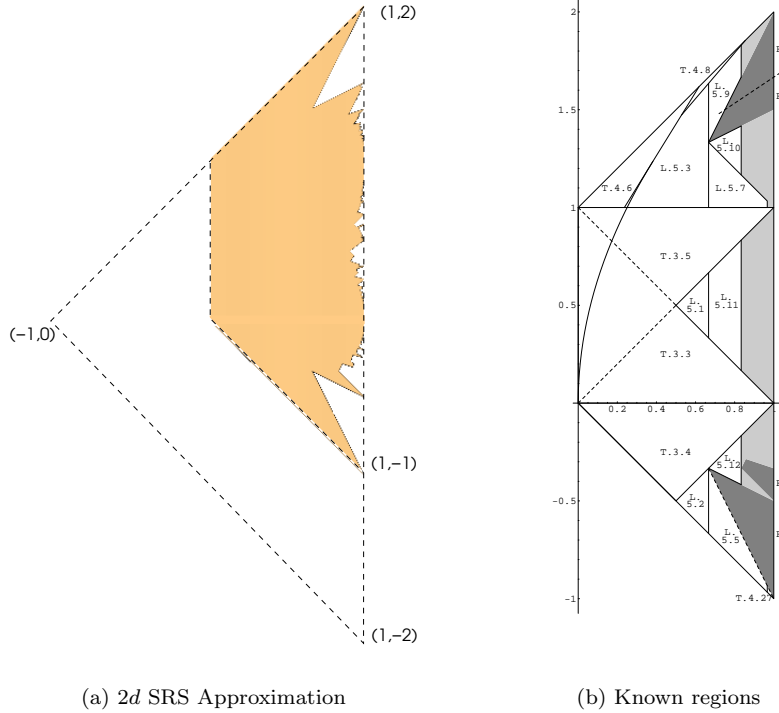 (1,2)
(−1,0)
(1,−1)
(1,−2)
(a) 2d SRS Approximation
2
T.4.8
L.
5.9
1.5
L.
5.10
L.5.3
T.4.6
L.5.7
1
T.3.5
L.
5.1
L.
5.11
0.5
T.3.3
0.2 0.4 0.6 0.8 1
T.3.4
L.
5.12
L.
5.2
-0.5
L.
5.5
T.4.27
-1
(b) Known regions